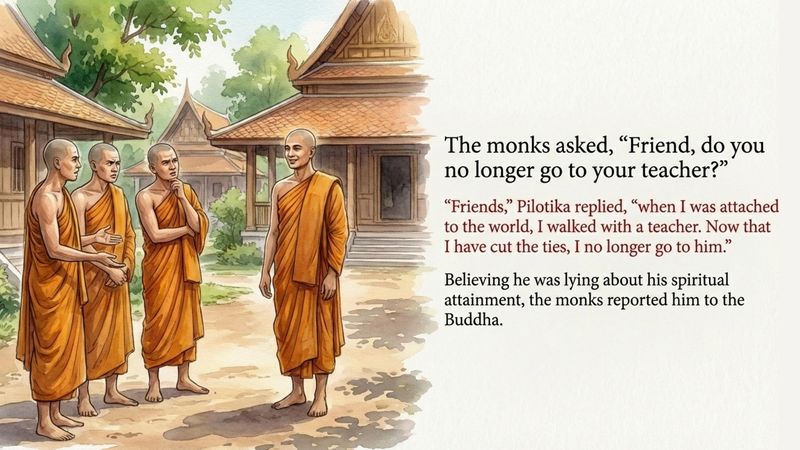 The monks asked, “Friend, do you
no longer go to your teacher?”
“Friends,” Pilotika replied, “when I was attached
to the world, I walked with a teacher. Now that
I have cut the ties, I no longer go to him.”
Believing he was lying about his spiritual
attainment, the monks reported him to the
Buddha.